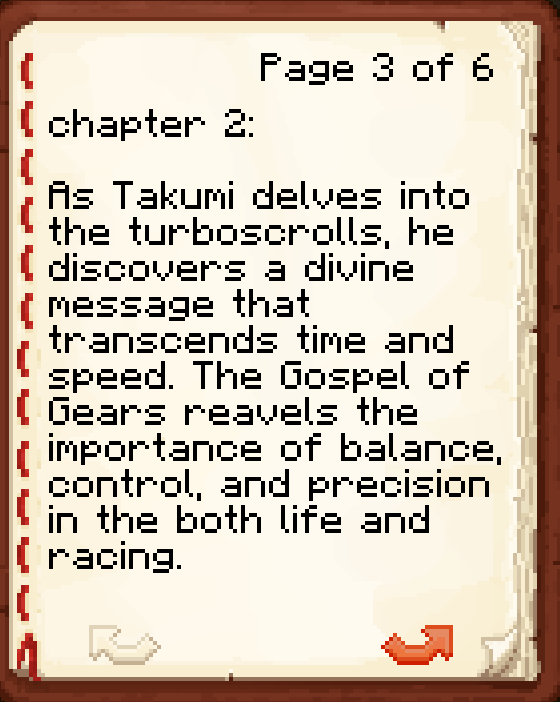 Page 3 of 6
chapter 2:
As Takumi delves into
the turboscrolls, he
discovers a divine
message that
transcends time and
speed. The Gospel of
Gears reavels the
importance of balance,
control, and precision
in the both life and
racing.